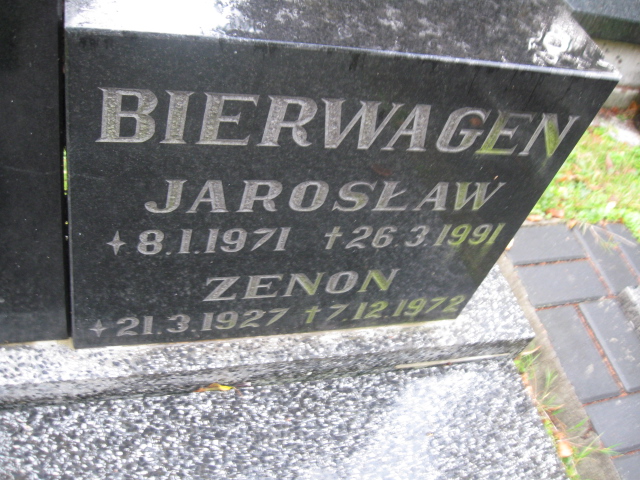 BIERWAGEN
JAROSŁAW
✦8.1.1971 ✝26.3.1991
ZENON
✦21.3.1927 ✝7.12.1972